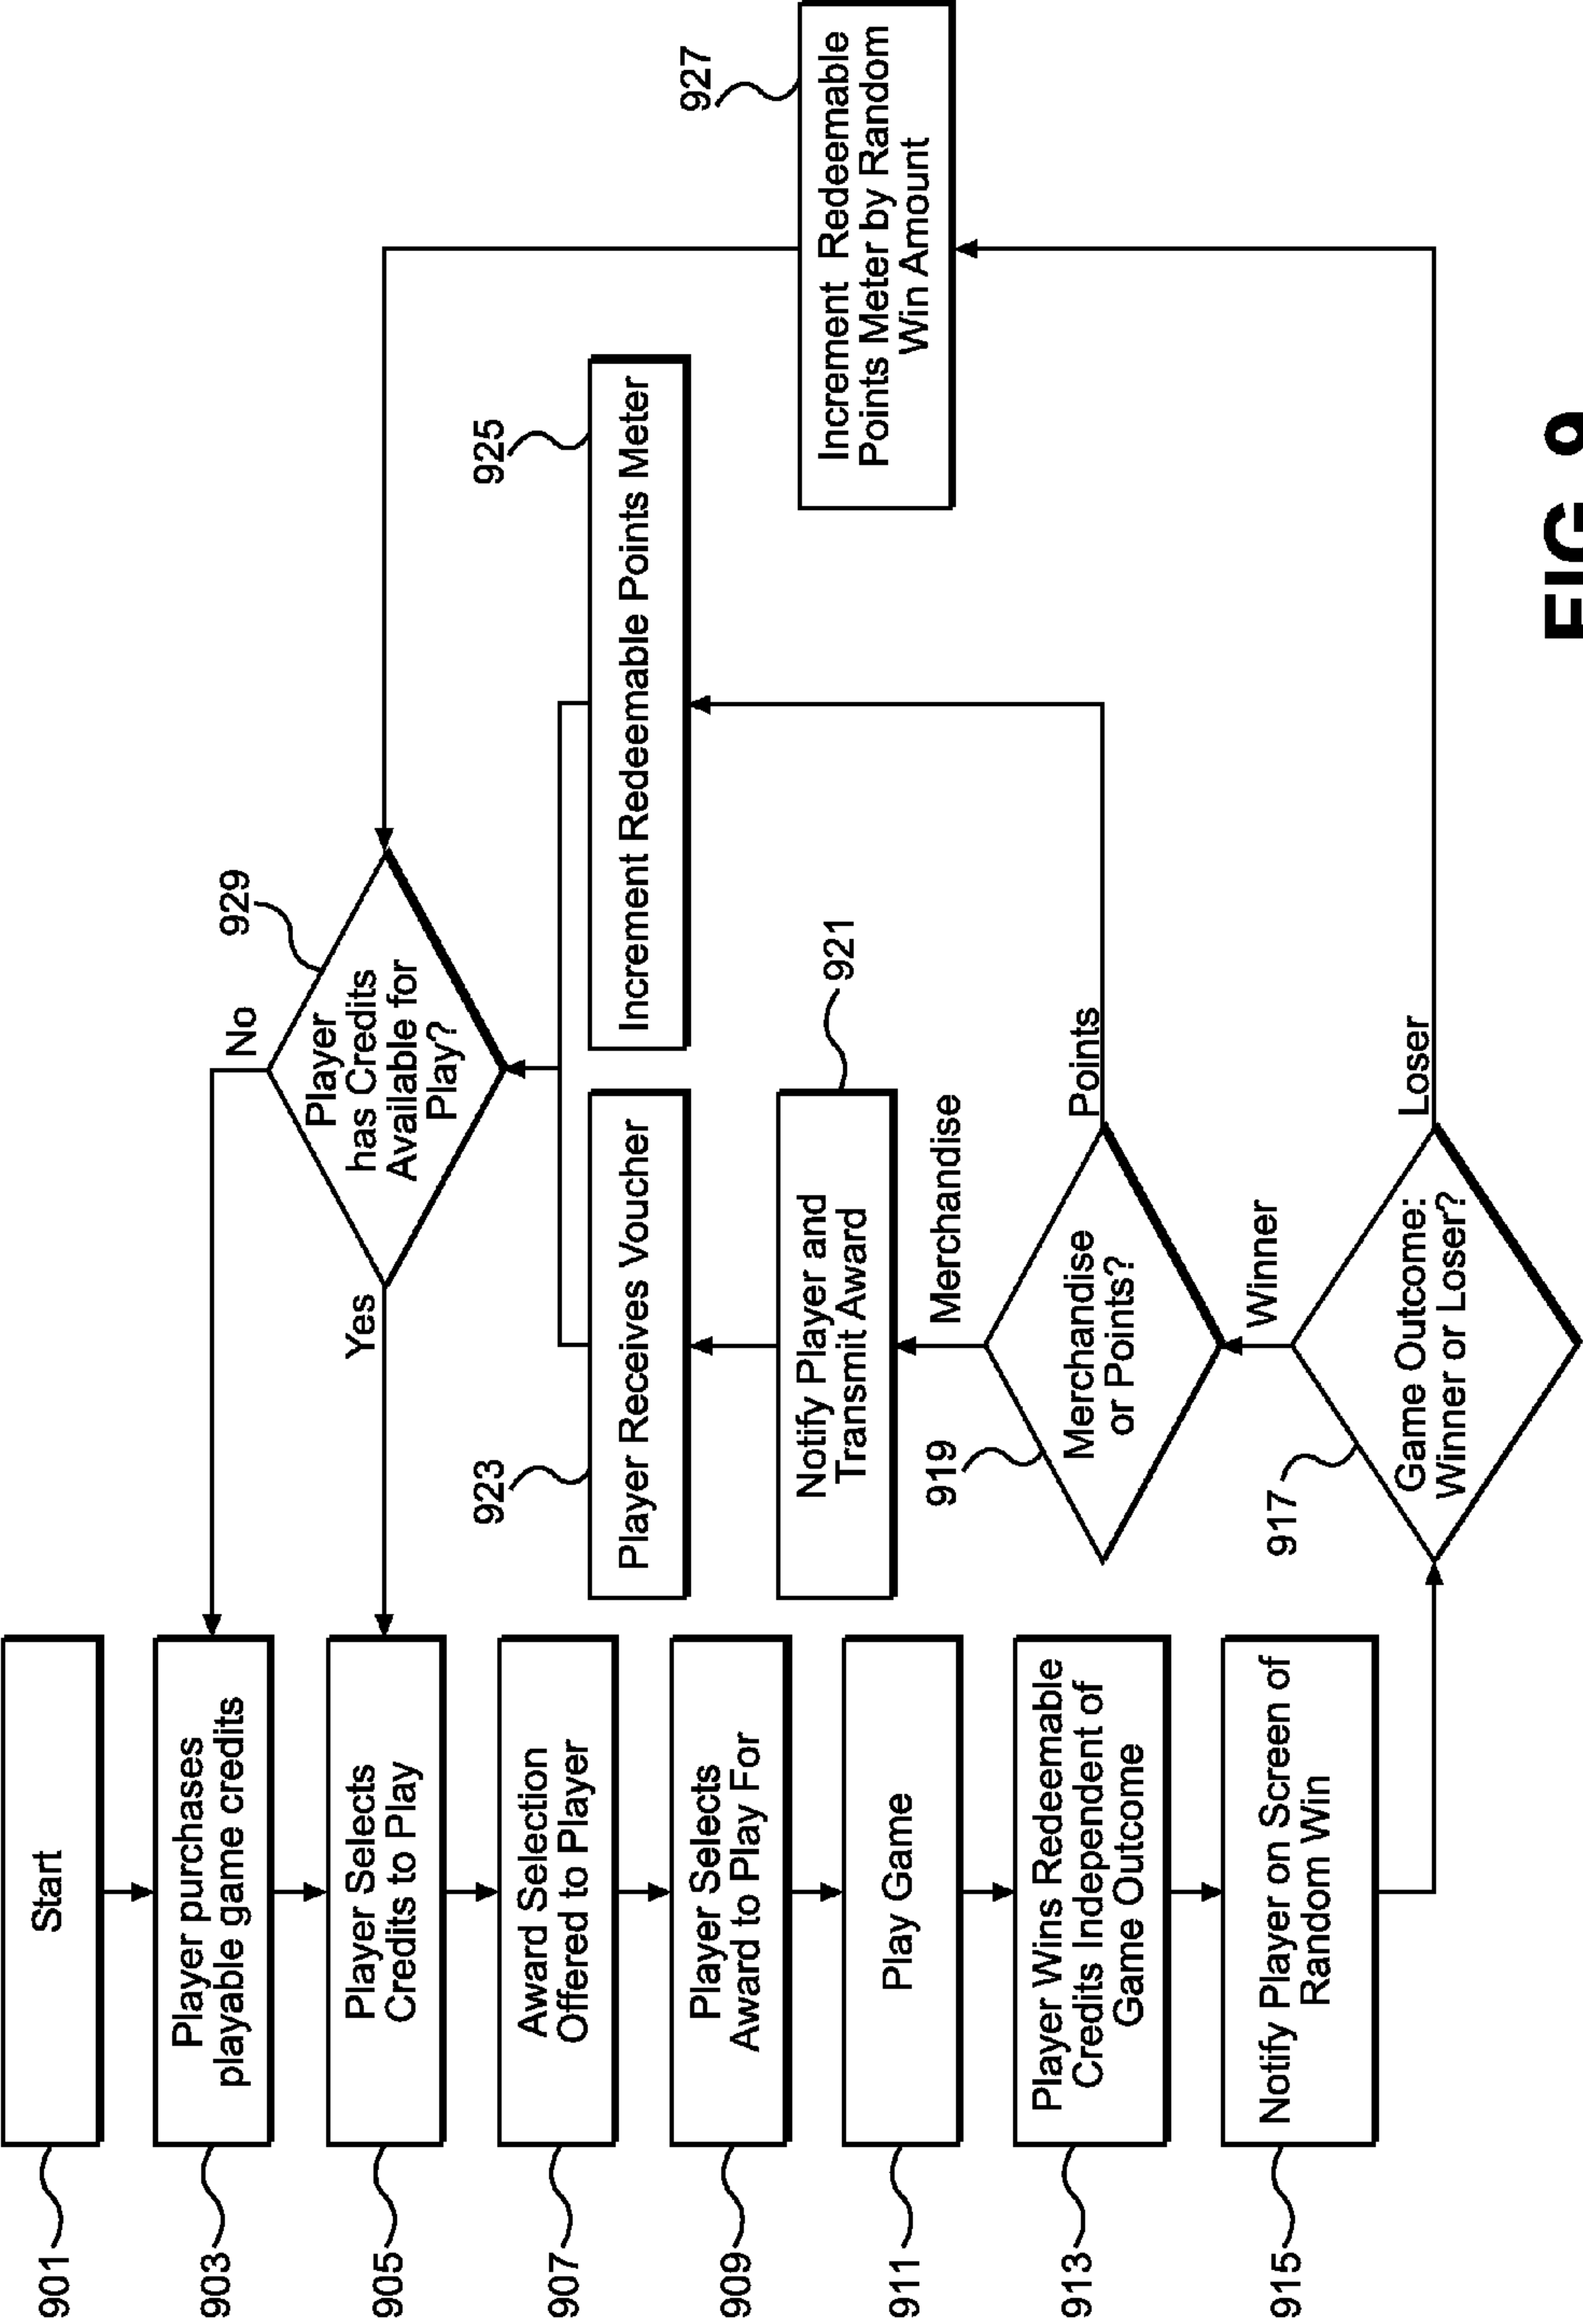 901
Start
903
Player purchases
playable game credits
905
Player Selects
Credits to Play
907
Award Selection
Offered to Player
909
Player Selects
Award to Play For
911
Play Game
913
Player Wins Redeemable
Credits Independent of
Game Outcome
915
Notify Player on Screen of
Random Win
929
No
Yes
Player
has Credits
Available for
Play?
923
Player Receives Voucher
925
Increment Redeemable Points Meter
921
Notify Player and
Transmit Award
Merchandise
919
Merchandise
or Points?
Points
Winner
917
Game Outcome:
Winner or Loser?
Loser
927
Increment Redeemable
Points Meter by Random
Win Amount
FIG. 9